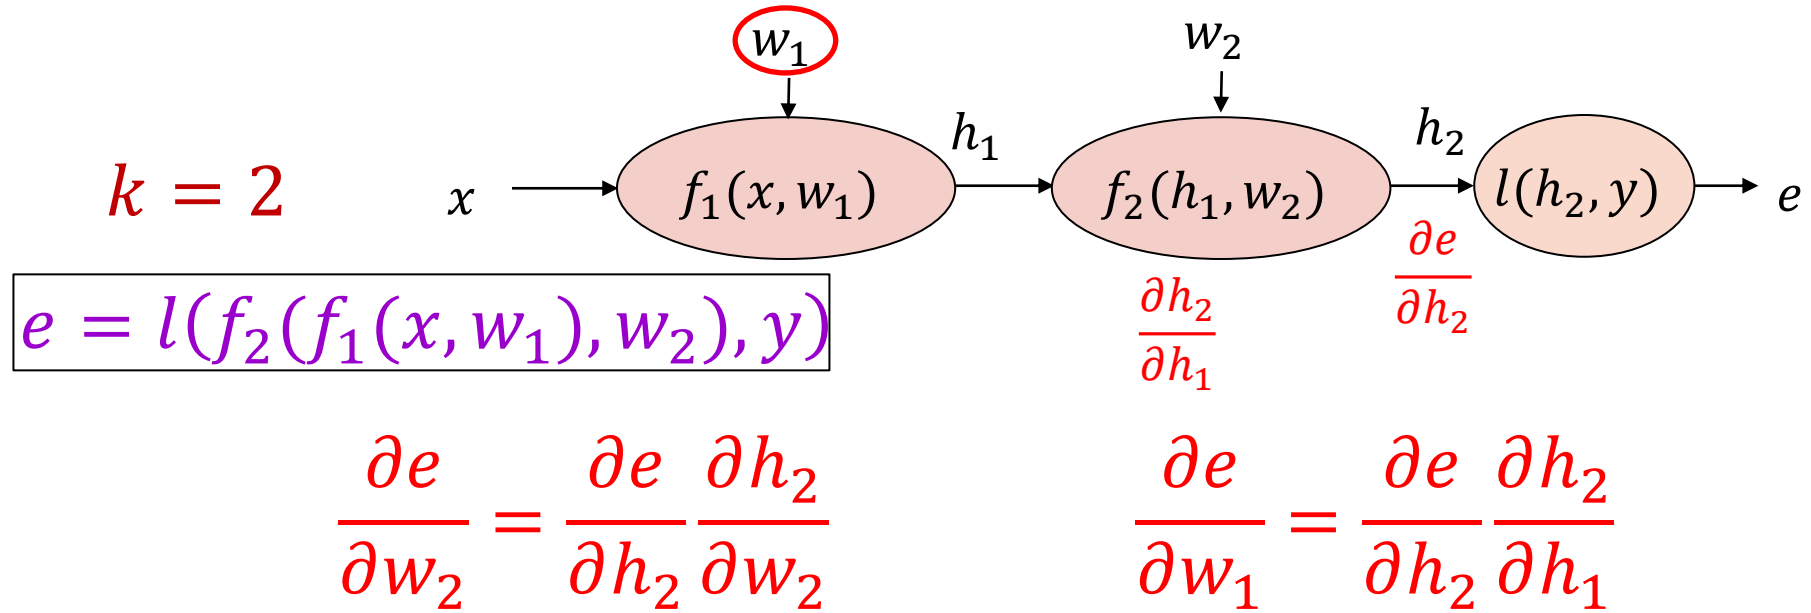 w₁ w₂
k = 2 x f₁(x, w₁) h₁ f₂(h₁, w₂) h₂ l(h₂, y) e
e = l(f₂(f₁(x, w₁), w₂), y)
∂h₂/∂h₁ ∂e/∂h₂
∂e/∂w₂ = ∂e/∂h₂ ∂h₂/∂w₂
∂e/∂w₁ = ∂e/∂h₂ ∂h₂/∂h₁